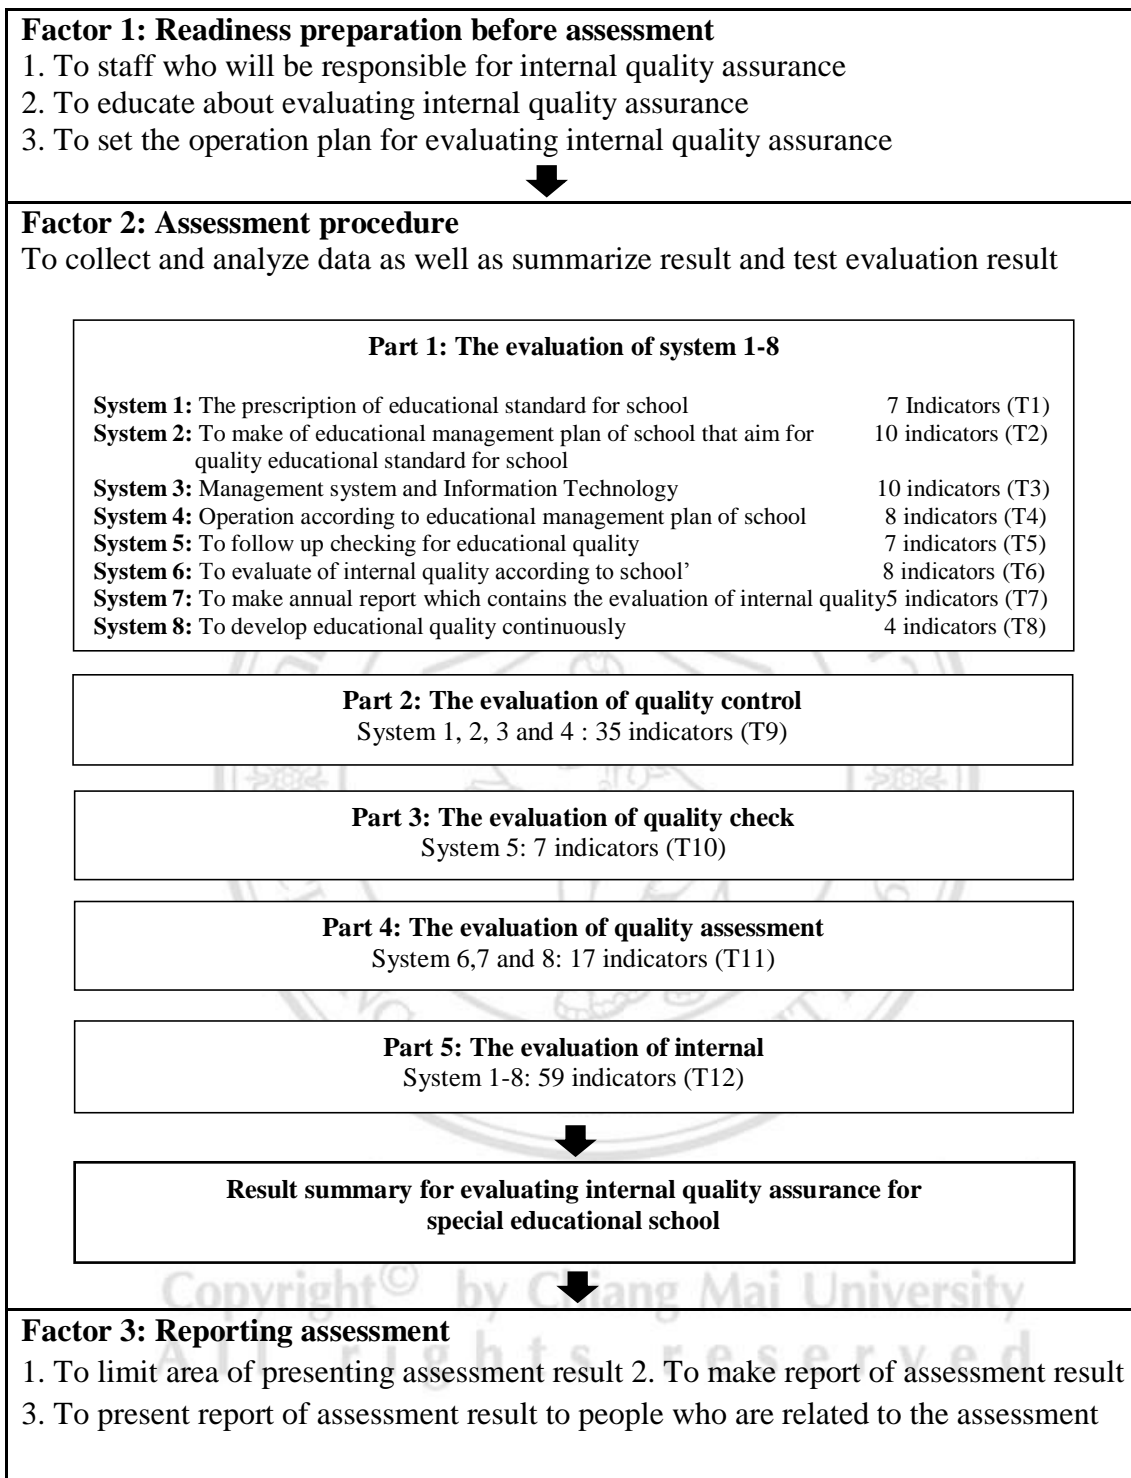 Factor 1: Readiness preparation before assessment
1. To staff who will be responsible for internal quality assurance
2. To educate about evaluating internal quality assurance
3. To set the operation plan for evaluating internal quality assurance
Factor 2: Assessment procedure
To collect and analyze data as well as summarize result and test evaluation result
Part 1: The evaluation of system 1-8
System 1: The prescription of educational standard for school 7 Indicators (T1)
System 2: To make of educational management plan of school that aim for 10 indicators (T2)
quality educational standard for school
System 3: Management system and Information Technology 10 indicators (T3)
System 4: Operation according to educational management plan of school 8 indicators (T4)
System 5: To follow up checking for educational quality 7 indicators (T5)
System 6: To evaluate of internal quality according to school’ 8 indicators (T6)
System 7: To make annual report which contains the evaluation of internal quality5 indicators (T7)
System 8: To develop educational quality continuously 4 indicators (T8)
Part 2: The evaluation of quality control
System 1, 2, 3 and 4 : 35 indicators (T9)
Part 3: The evaluation of quality check
System 5: 7 indicators (T10)
Part 4: The evaluation of quality assessment
System 6,7 and 8: 17 indicators (T11)
Part 5: The evaluation of internal
System 1-8: 59 indicators (T12)
Result summary for evaluating internal quality assurance for
special educational school
Copyright© by Chiang Mai University
Factor 3: Reporting assessment
All rights reserved
1. To limit area of presenting assessment result 2. To make report of assessment result
3. To present report of assessment result to people who are related to the assessment